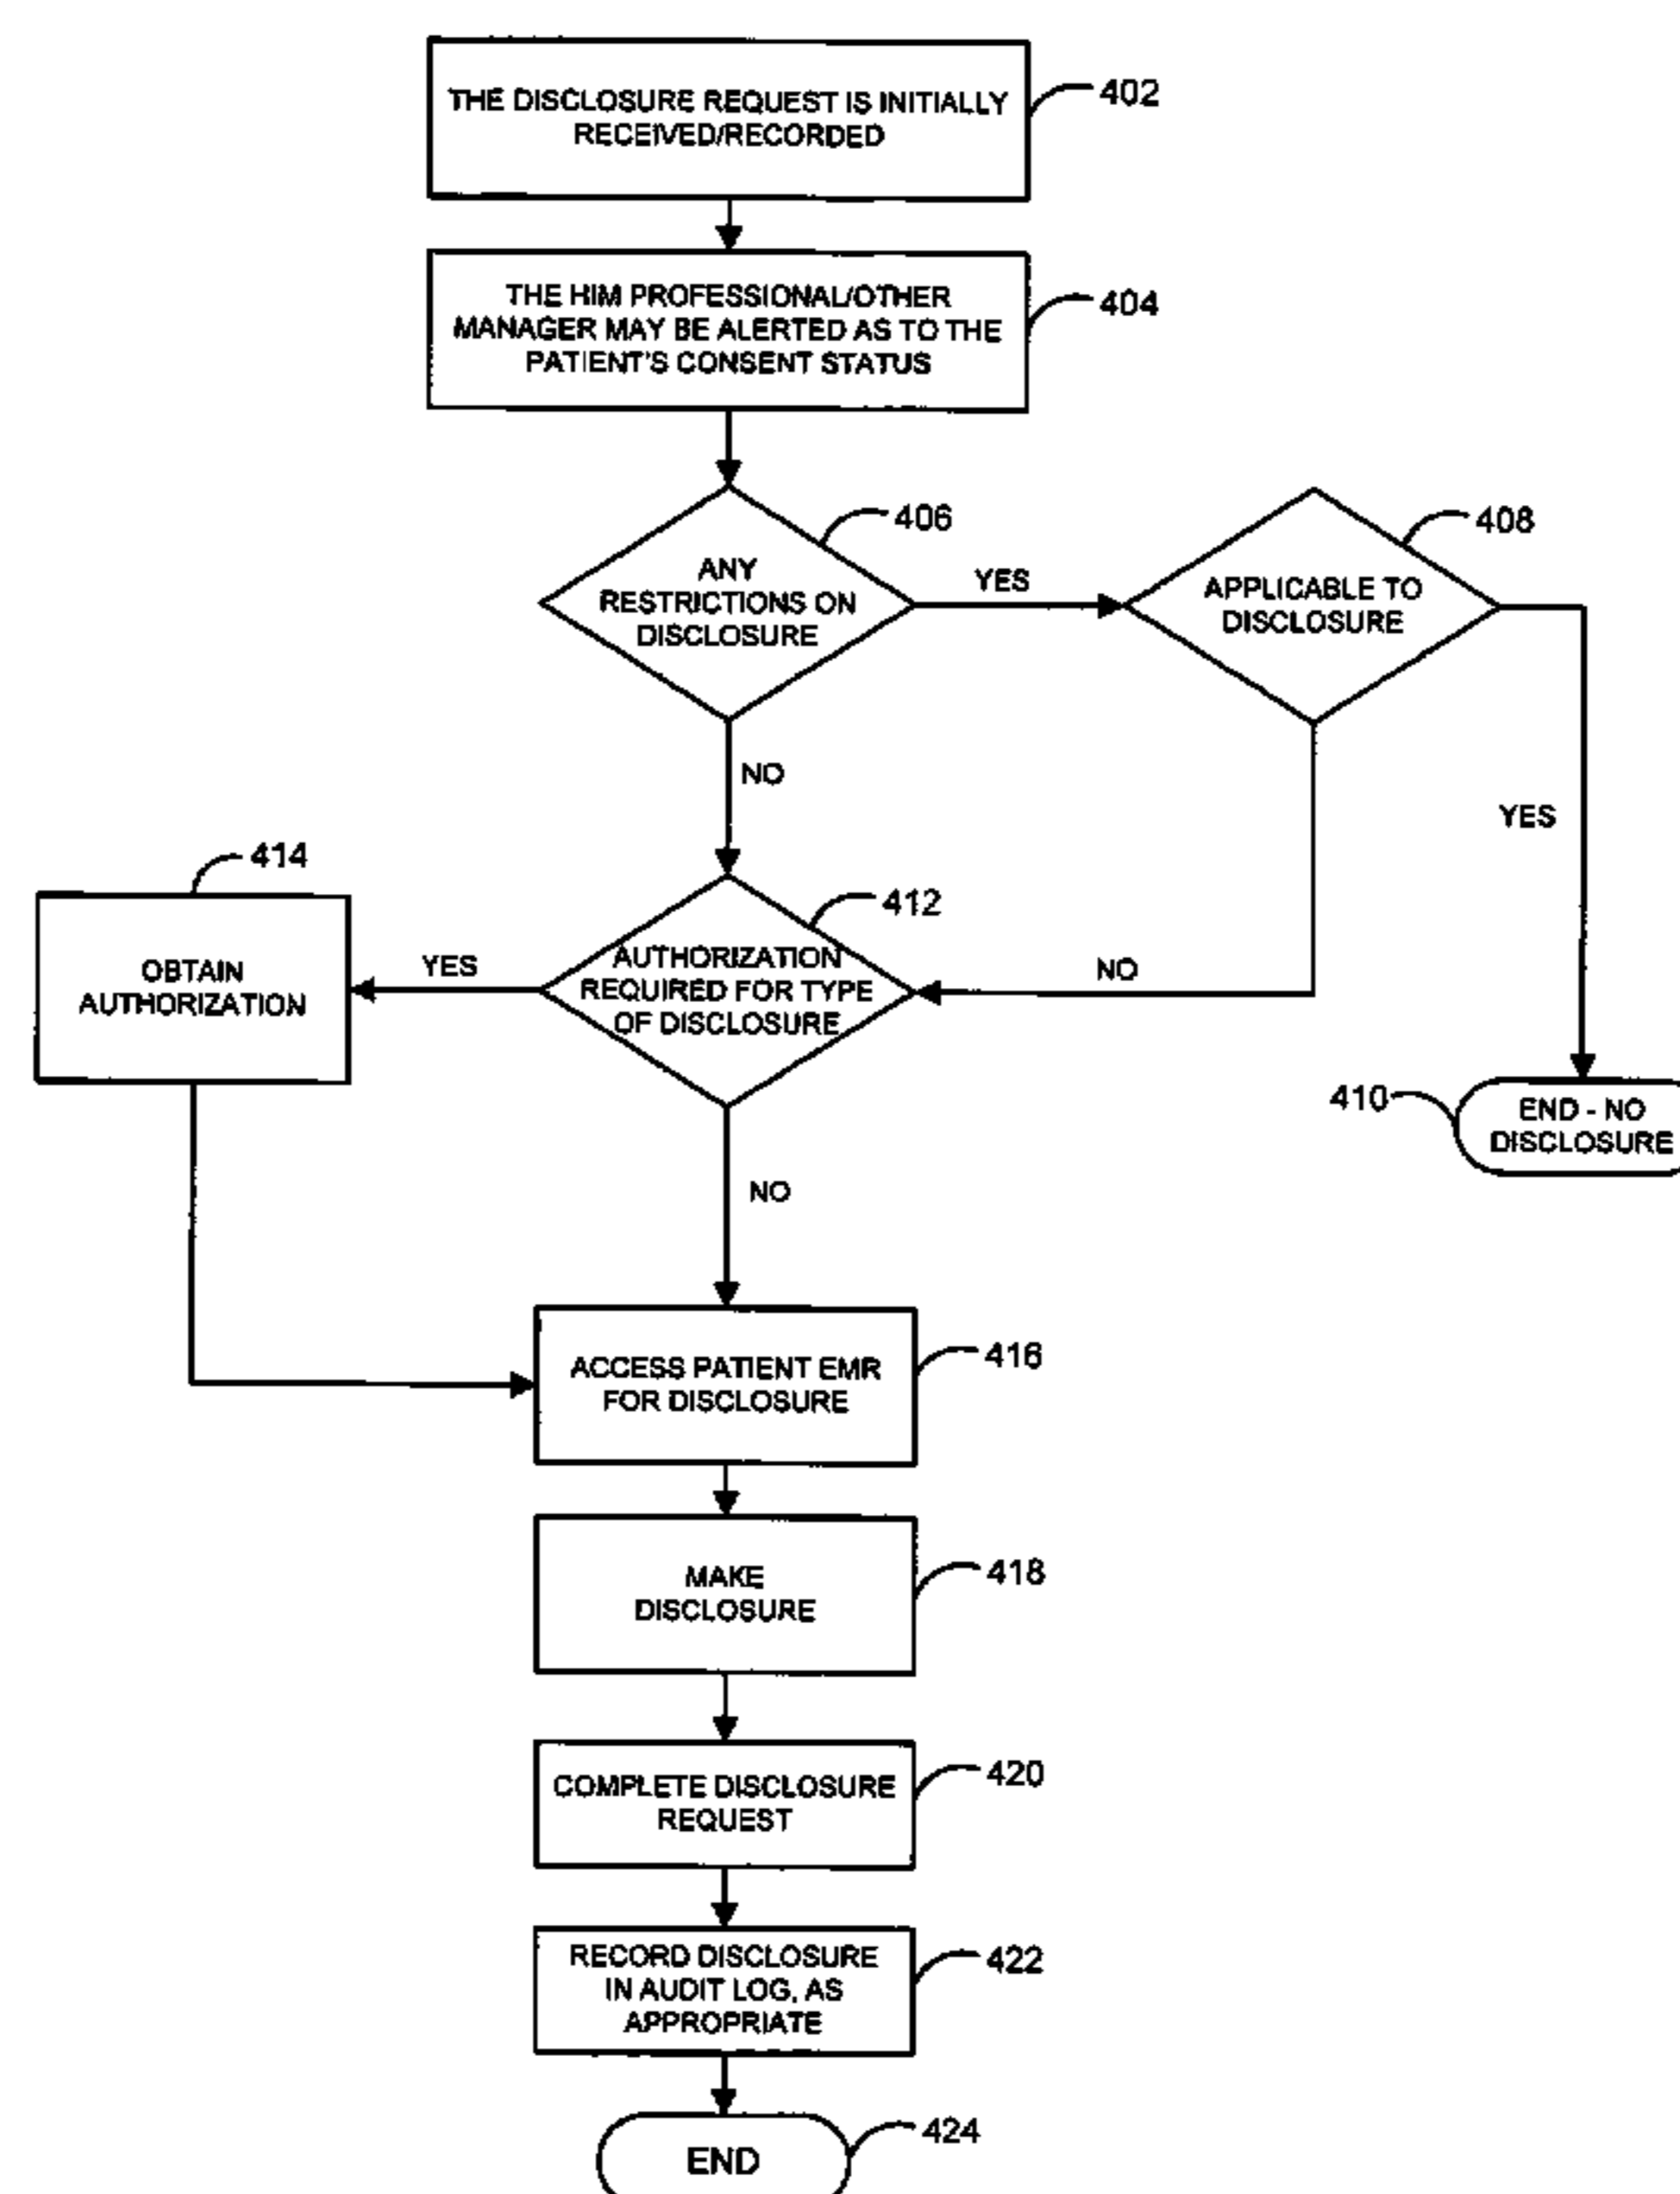 THE DISCLOSURE REQUEST IS INITIALLY
RECEIVED/RECORDED
402
THE HIM PROFESSIONAL/OTHER
MANAGER MAY BE ALERTED AS TO THE
PATIENT'S CONSENT STATUS
404
ANY
RESTRICTIONS ON
DISCLOSURE
406
YES
APPLICABLE TO
DISCLOSURE
408
NO
YES
414
OBTAIN
AUTHORIZATION
YES
AUTHORIZATION
REQUIRED FOR TYPE
OF DISCLOSURE
412
NO
410
END - NO
DISCLOSURE
NO
ACCESS PATIENT EMR
FOR DISCLOSURE
416
MAKE
DISCLOSURE
418
COMPLETE DISCLOSURE
REQUEST
420
RECORD DISCLOSURE
IN AUDIT LOG, AS
APPROPRIATE
422
END
424